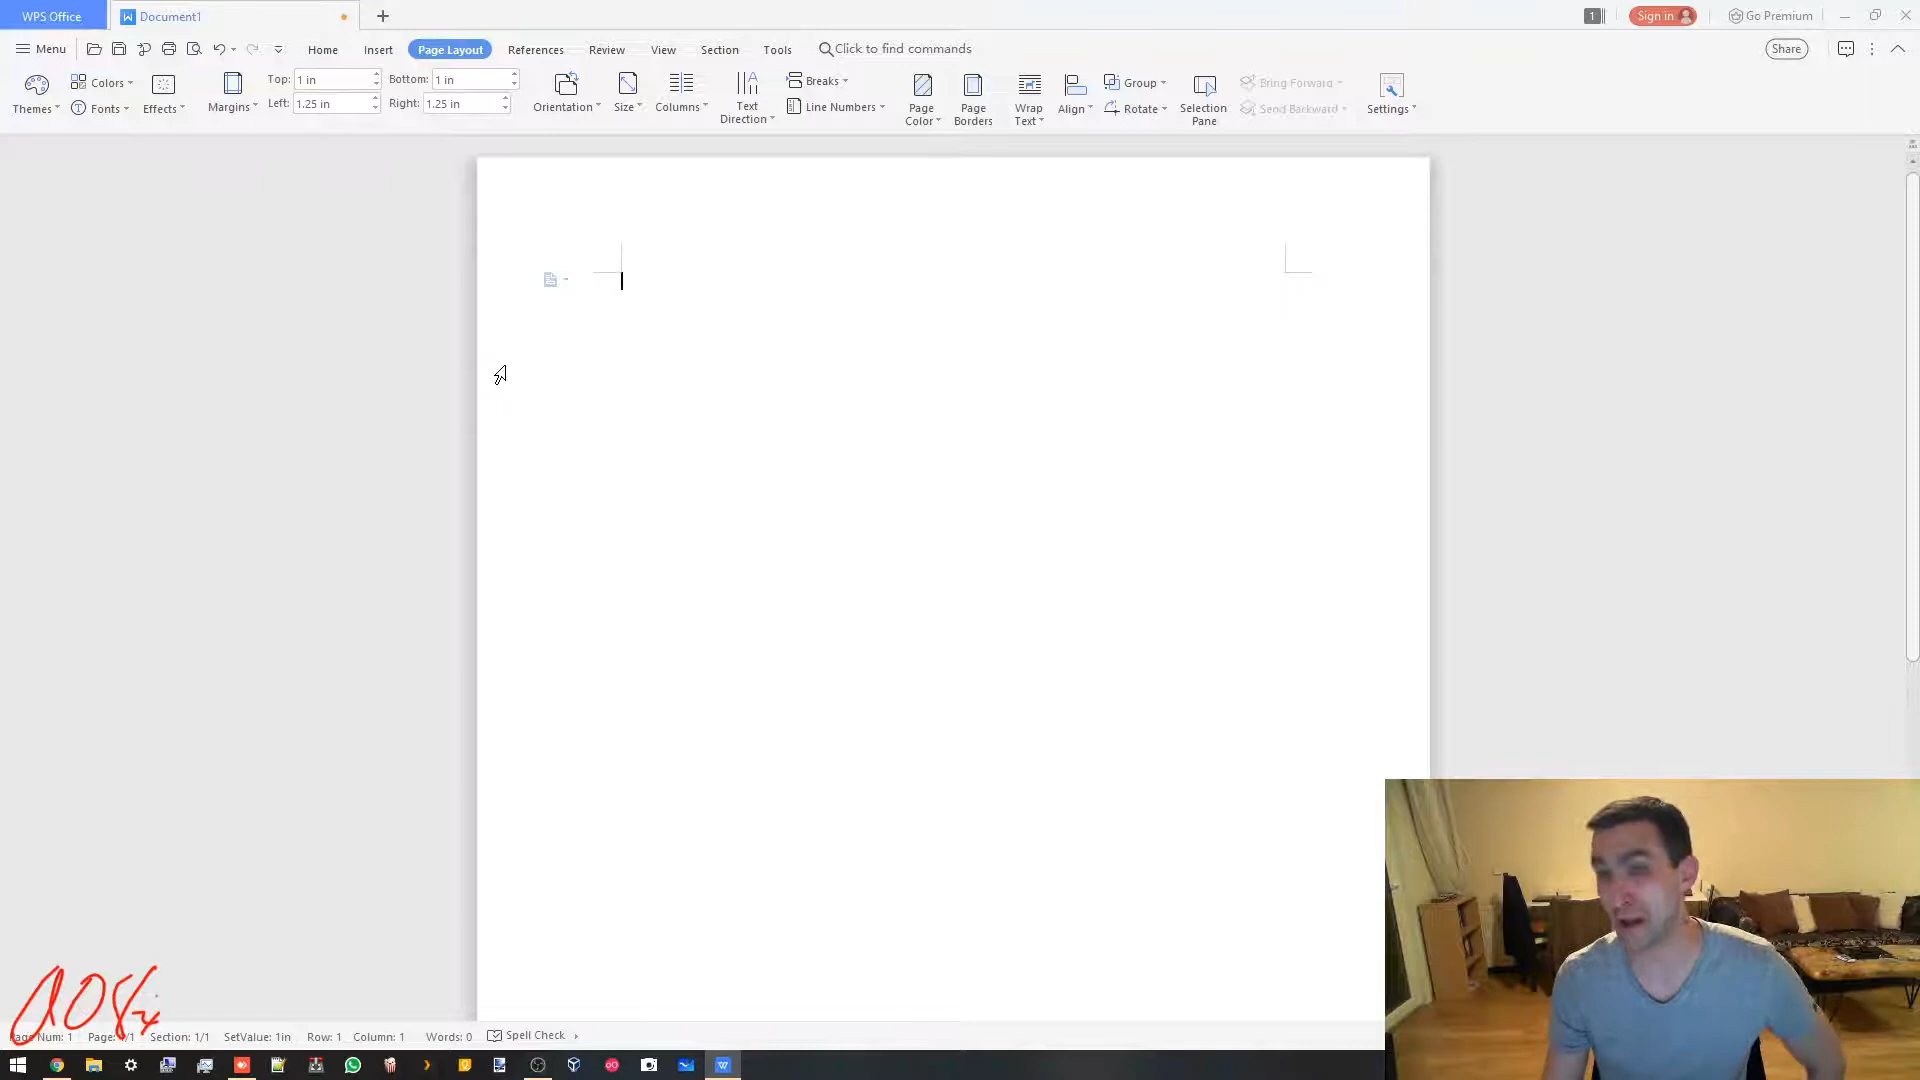 WPS Office Document1 1 Sign in Go Premium
Menu Home Insert Page Layout References Review View Section Tools Click to find commands Share
Themes Colors Fonts Effects Margins Top: 1 in Bottom: 1 in Left: 1.25 in Right: 1.25 in Orientation Size Columns Text Direction Breaks Line Numbers Page Color Page Borders Wrap Text Align Group Rotate Selection Pane Bring Forward Send Backward Settings
Num: 1 Page: /1 Section: 1/1 SetValue: 1in Row: 1 Column: 1 Words: 0 Spell Check